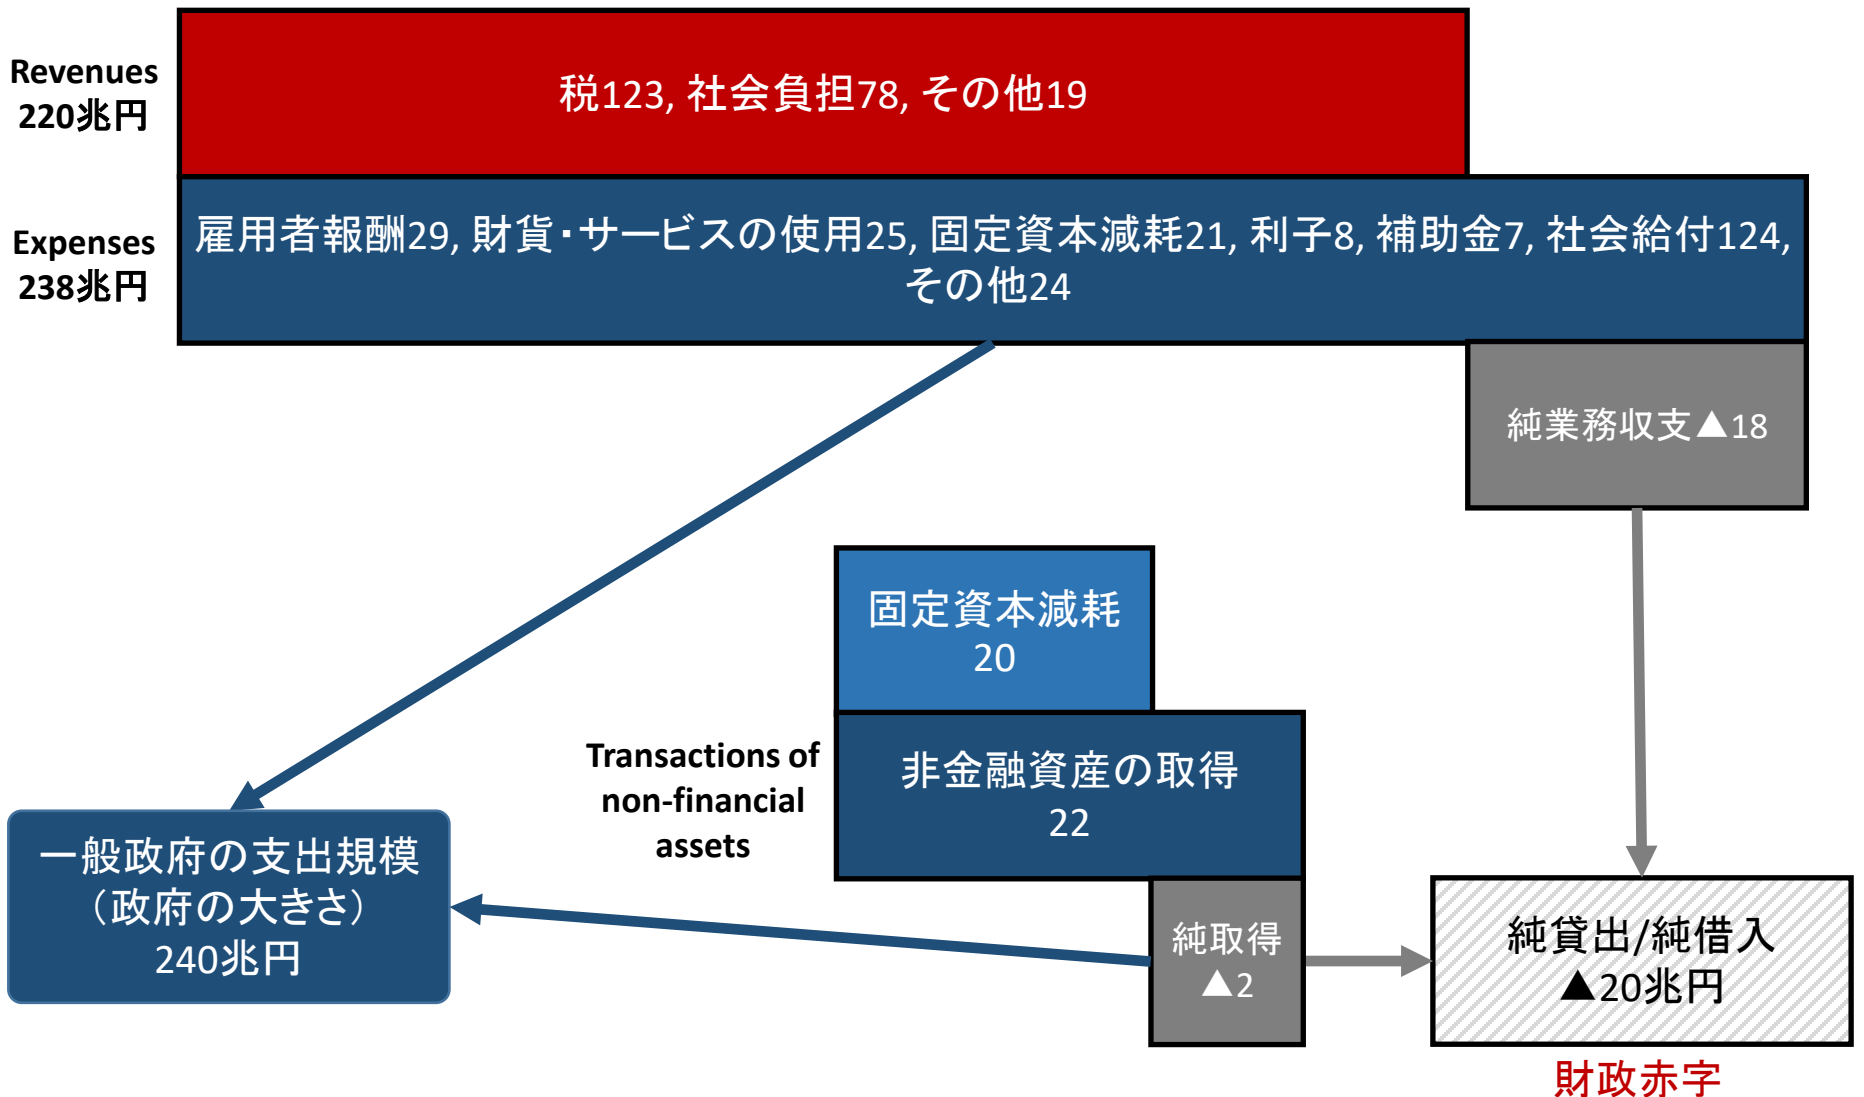 Revenues
220兆円
税123, 社会負担78, その他19
Expenses
238兆円
雇用者報酬29, 財貨・サービスの使用25, 固定資本減耗21, 利子8, 補助金7, 社会給付124,
その他24
純業務収支▲18
固定資本減耗
20
Transactions of
non-financial
assets
非金融資産の取得
22
一般政府の支出規模
（政府の大きさ）
240兆円
純取得
▲2
純貸出/純借入
▲20兆円
財政赤字